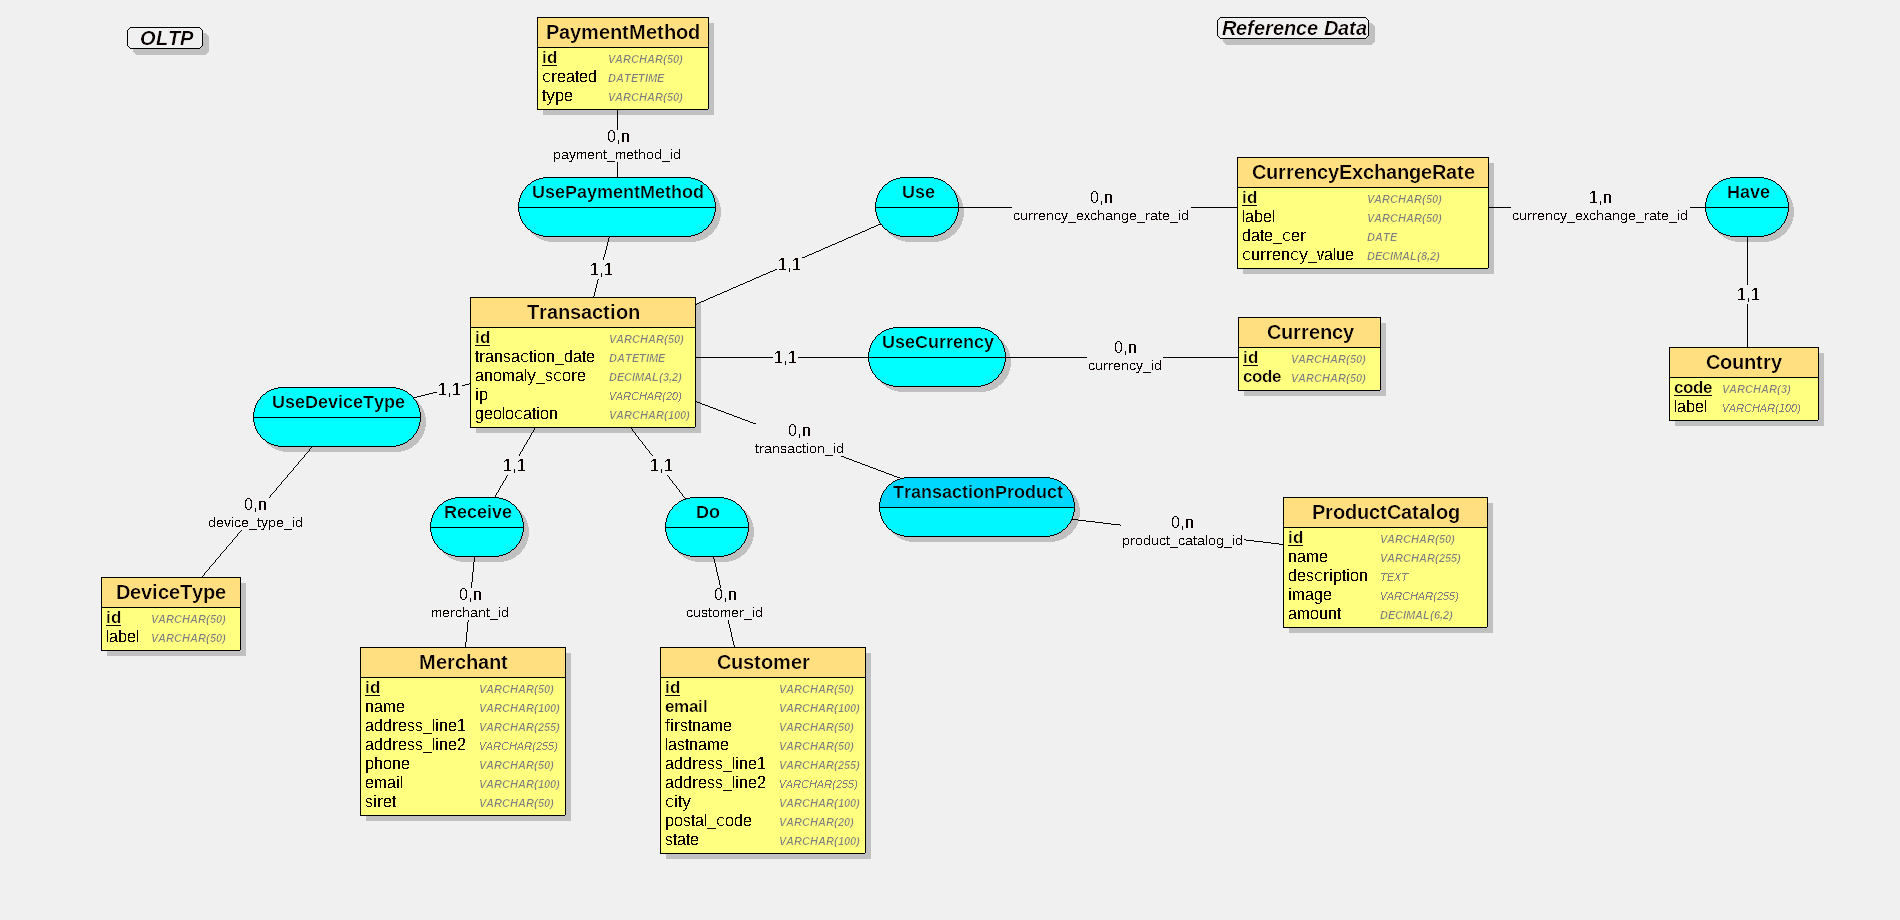 OLTP
Reference Data
PaymentMethod
id VARCHAR(50)
created DATETIME
type VARCHAR(50)
0,n
payment_method_id
UsePaymentMethod
1,1
Use
1,1
0,n
currency_exchange_rate_id
CurrencyExchangeRate
id VARCHAR(50)
label VARCHAR(50)
date_cer DATE
currency_value DECIMAL(8,2)
1,n
currency_exchange_rate_id
Have
1,1
Country
code VARCHAR(3)
label VARCHAR(100)
Transaction
id VARCHAR(50)
transaction_date DATETIME
anomaly_score DECIMAL(3,2)
ip VARCHAR(20)
geolocation VARCHAR(100)
1,1
UseCurrency
0,n
currency_id
Currency
id VARCHAR(50)
code VARCHAR(50)
1,1
UseDeviceType
0,n
device_type_id
DeviceType
id VARCHAR(50)
label VARCHAR(50)
1,1
Receive
0,n
merchant_id
Merchant
id VARCHAR(50)
name VARCHAR(100)
address_line1 VARCHAR(255)
address_line2 VARCHAR(255)
phone VARCHAR(50)
email VARCHAR(100)
siret VARCHAR(50)
1,1
Do
0,n
customer_id
Customer
id VARCHAR(50)
email VARCHAR(100)
firstname VARCHAR(50)
lastname VARCHAR(50)
address_line1 VARCHAR(255)
address_line2 VARCHAR(255)
city VARCHAR(100)
postal_code VARCHAR(20)
state VARCHAR(100)
0,n
transaction_id
TransactionProduct
0,n
product_catalog_id
ProductCatalog
id VARCHAR(50)
name VARCHAR(255)
description TEXT
image VARCHAR(255)
amount DECIMAL(6,2)